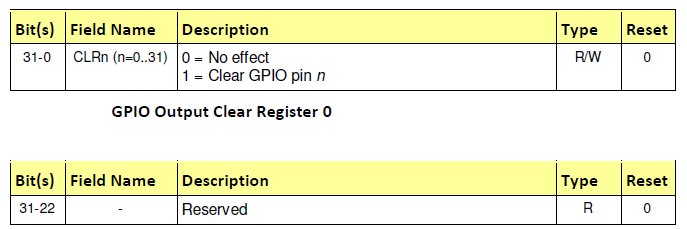 Bit(s) Field Name Description Type Reset
31-0 CLRn (n=0..31) 0 = No effect R/W 0
1 = Clear GPIO pin n
GPIO Output Clear Register 0
Bit(s) Field Name Description Type Reset
31-22 - Reserved R 0